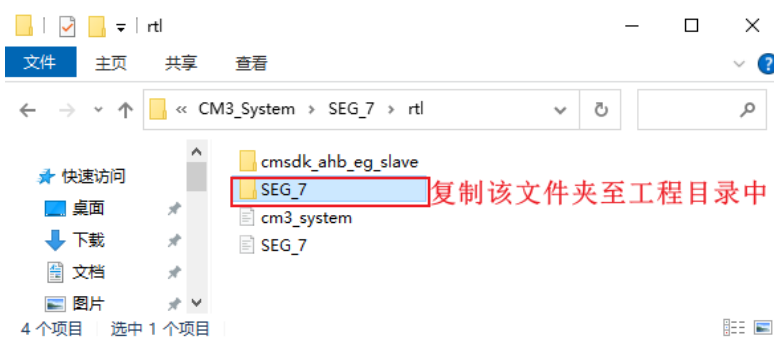 rtl
文件 主页 共享 查看
« CM3_System › SEG_7 › rtl
快速访问
桌面
下载
文档
图片
cmsdk_ahb_eg_slave
SEG_7 复制该文件夹至工程目录中
cm3_system
SEG_7
4 个项目 选中 1 个项目